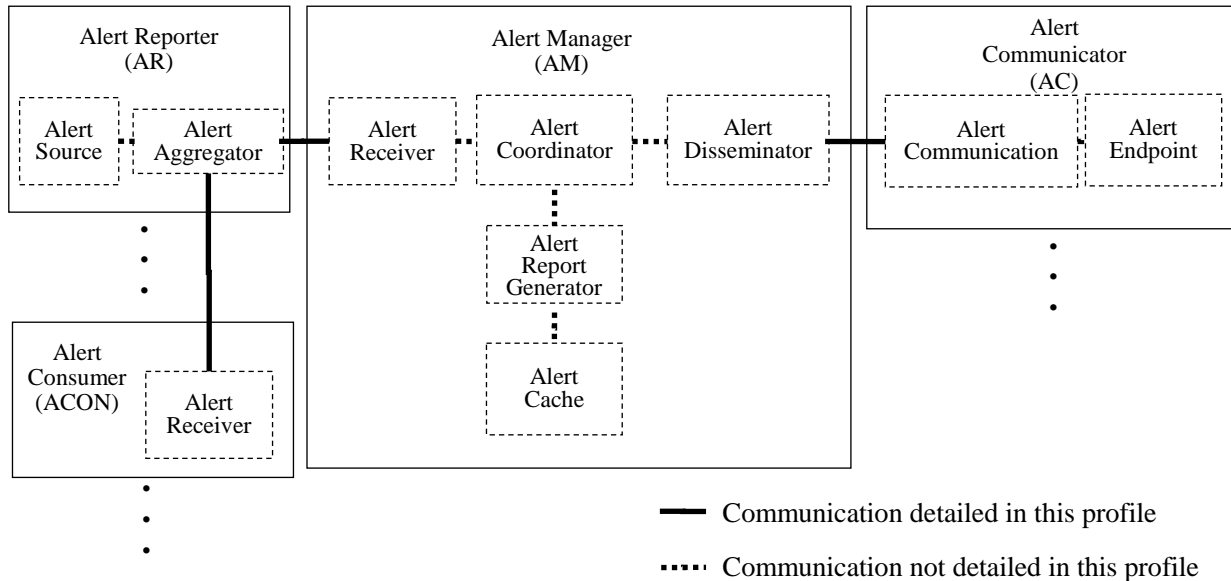 Alert Reporter
(AR)
Alert
Source
Alert
Aggregator
Alert Manager
(AM)
Alert
Receiver
Alert
Coordinator
Alert
Disseminator
Alert
Report
Generator
Alert
Cache
Alert
Communicator
(AC)
Alert
Communication
Alert
Endpoint
Alert
Consumer
(ACON)
Alert
Receiver
Communication detailed in this profile
Communication not detailed in this profile